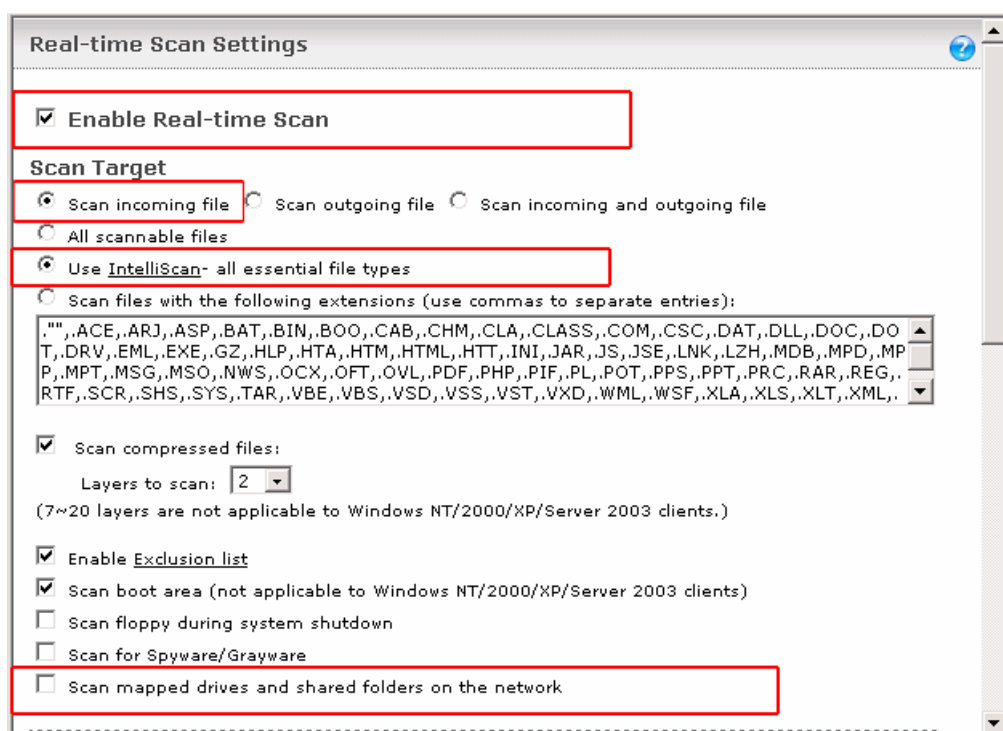 Real-time Scan Settings
?
Enable Real-time Scan
Scan Target
Scan incoming file Scan outgoing file Scan incoming and outgoing file
All scannable files
Use IntelliScan- all essential file types
Scan files with the following extensions (use commas to separate entries):
."",.ACE,.ARJ,.ASP,.BAT,.BIN,.BOO,.CAB,.CHM,.CLA,.CLASS,.COM,.CSC,.DAT,.DLL,.DOC,.DO
T,.DRV,.EML,.EXE,.GZ,.HLP,.HTA,.HTM,.HTML,.HTT,.INI,.JAR,.JS,.JSE,.LNK,.LZH,.MDB,.MPD,.MP
P,.MPT,.MSG,.MSO,.NWS,.OCX,.OFT,.OVL,.PDF,.PHP,.PIF,.PL,.POT,.PPS,.PPT,.PRC,.RAR,.REG,.
RTF,.SCR,.SHS,.SYS,.TAR,.VBE,.VBS,.VSD,.VSS,.VST,.VXD,.WML,.WSF,.XLA,.XLS,.XLT,.XML,.
Scan compressed files:
Layers to scan: 2
(7~20 layers are not applicable to Windows NT/2000/XP/Server 2003 clients.)
Enable Exclusion list
Scan boot area (not applicable to Windows NT/2000/XP/Server 2003 clients)
Scan floppy during system shutdown
Scan for Spyware/Grayware
Scan mapped drives and shared folders on the network